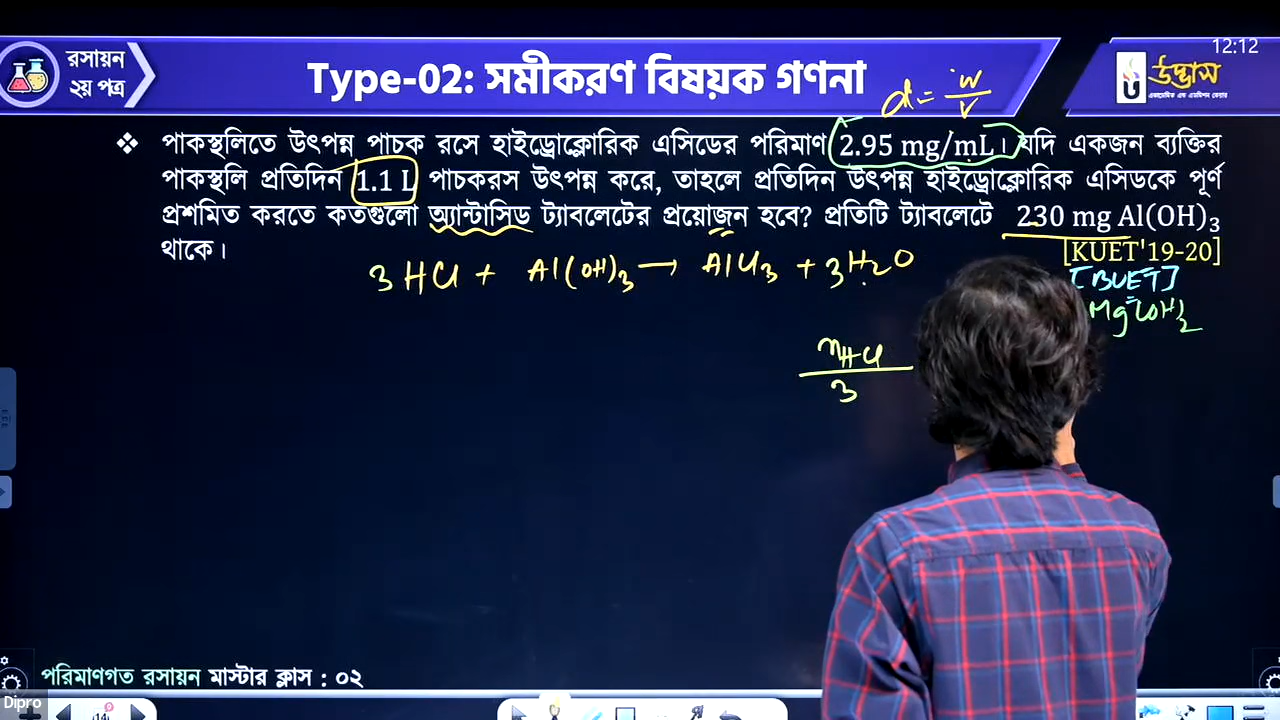 12:12
রসায়ন
২য় পত্র
Type-02: সমীকরণ বিষয়ক গণনা
উদ্ভাস
d = w/v
❖ পাকস্থলিতে উৎপন্ন পাচক রসে হাইড্রোক্লোরিক এসিডের পরিমাণ 2.95 mg/mL। যদি একজন ব্যক্তির
পাকস্থলি প্রতিদিন 1.1 L পাচকরস উৎপন্ন করে, তাহলে প্রতিদিন উৎপন্ন হাইড্রোক্লোরিক এসিডকে পূর্ণ
প্রশমিত করতে কতগুলো অ্যান্টাসিড ট্যাবলেটের প্রয়োজন হবে? প্রতিটি ট্যাবলেটে 230 mg Al(OH)₃
থাকে।
[KUET'19-20]
3HCl + Al(OH)₃ → AlCl₃ + 3H₂O
[BUET]
Mg(OH)₂
nHCl
3
পরিমাণগত রসায়ন মাস্টার ক্লাস : ০২
Dipro